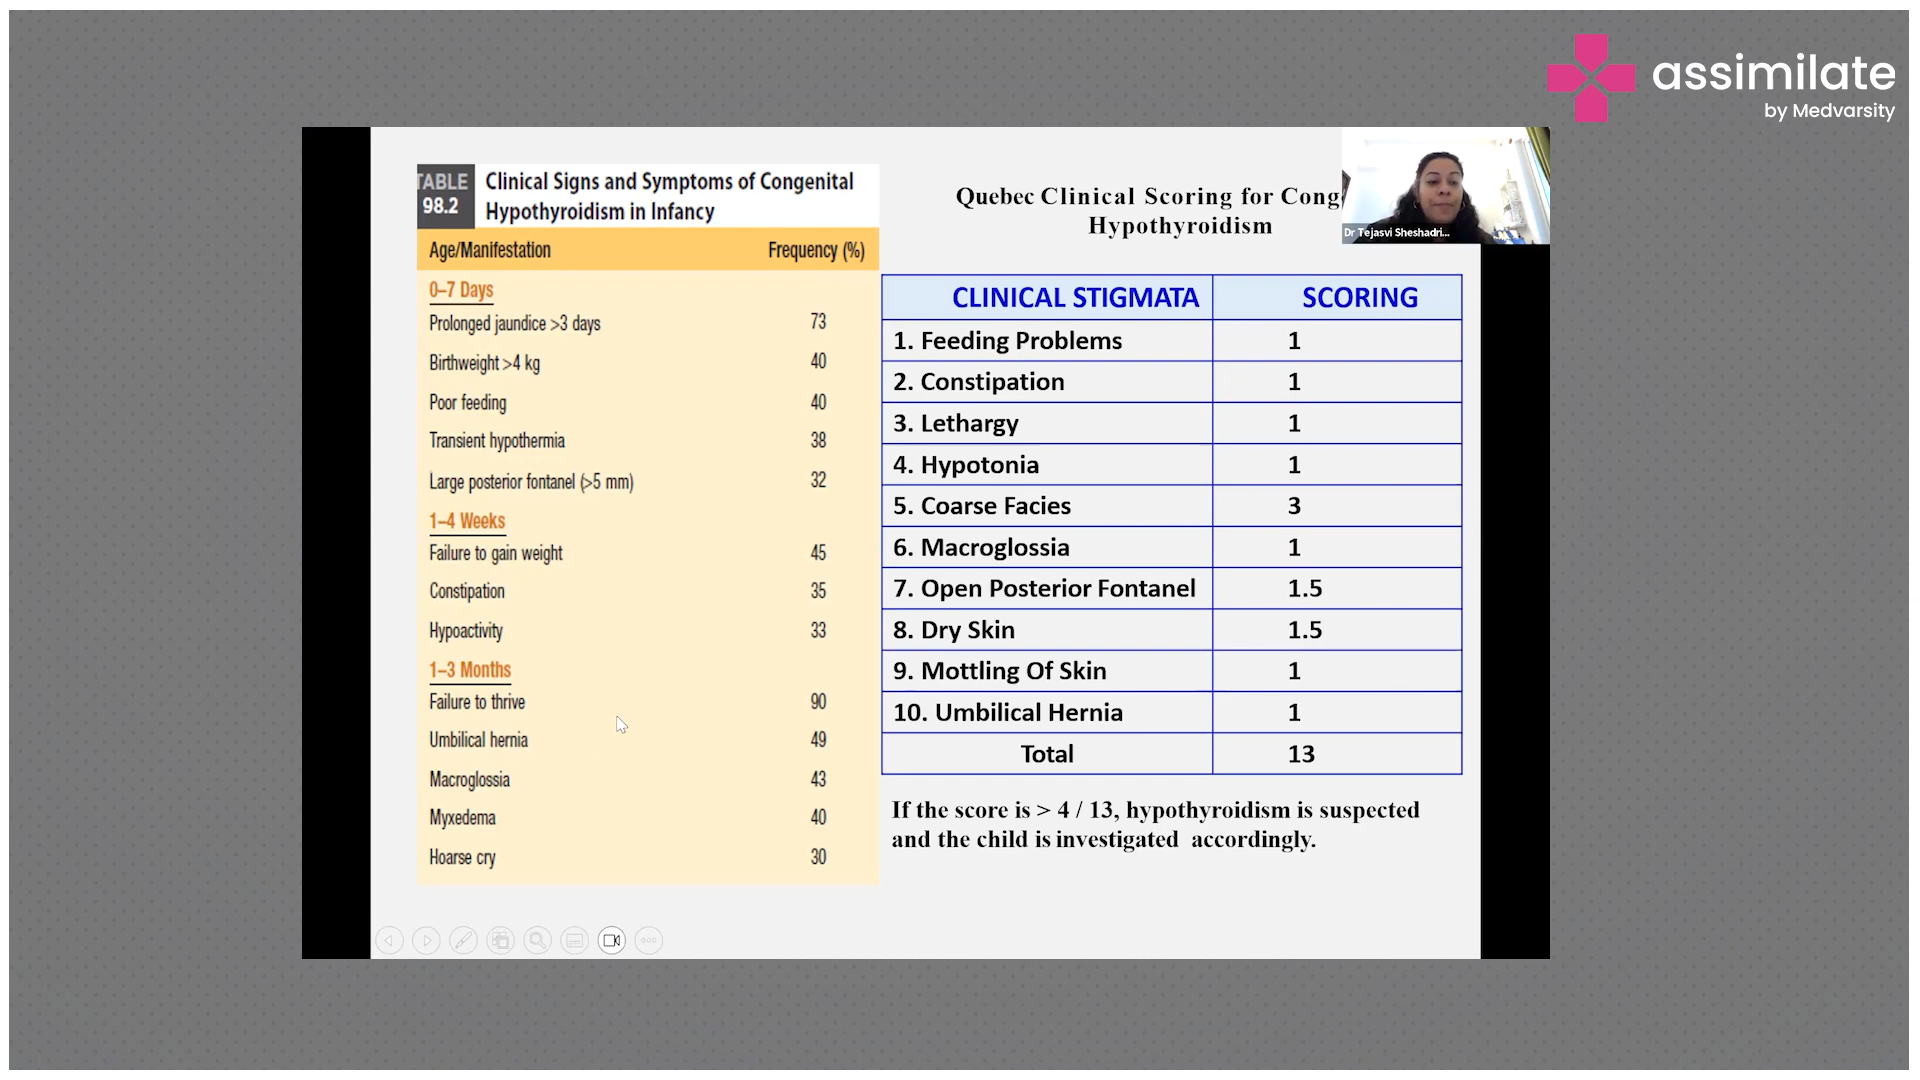 assimilate
by Medvarsity
TABLE
98.2
Clinical Signs and Symptoms of Congenital
Hypothyroidism in Infancy
Age/Manifestation Frequency (%)
0–7 Days
Prolonged jaundice >3 days 73
Birthweight >4 kg 40
Poor feeding 40
Transient hypothermia 38
Large posterior fontanel (>5 mm) 32
1–4 Weeks
Failure to gain weight 45
Constipation 35
Hypoactivity 33
1–3 Months
Failure to thrive 90
Umbilical hernia 49
Macroglossia 43
Myxedema 40
Hoarse cry 30
Quebec Clinical Scoring for Cong
Hypothyroidism
Dr Tejasvi Sheshadri...
CLINICAL STIGMATA SCORING
1. Feeding Problems 1
2. Constipation 1
3. Lethargy 1
4. Hypotonia 1
5. Coarse Facies 3
6. Macroglossia 1
7. Open Posterior Fontanel 1.5
8. Dry Skin 1.5
9. Mottling Of Skin 1
10. Umbilical Hernia 1
Total 13
If the score is > 4 / 13, hypothyroidism is suspected
and the child is investigated accordingly.